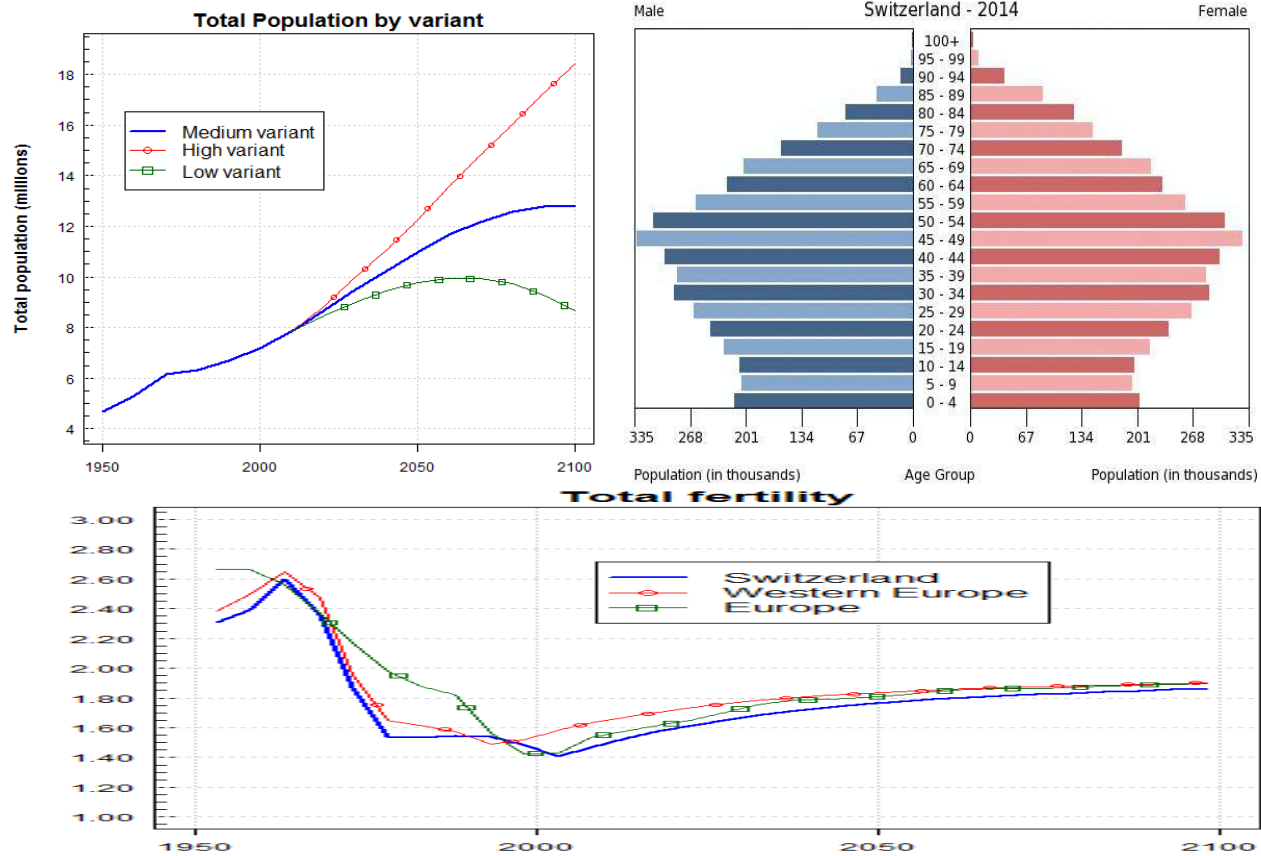 Total Population by variant
Total population (millions)
18
16
14
12
10
8
6
4
Medium variant
High variant
Low variant
1950 2000 2050 2100
Male Switzerland - 2014 Female
100+
95 - 99
90 - 94
85 - 89
80 - 84
75 - 79
70 - 74
65 - 69
60 - 64
55 - 59
50 - 54
45 - 49
40 - 44
35 - 39
30 - 34
25 - 29
20 - 24
15 - 19
10 - 14
5 - 9
0 - 4
335 268 201 134 67 0 0 67 134 201 268 335
Population (in thousands) Age Group Population (in thousands)
Total fertility
3.00
2.80
2.60
2.40
2.20
2.00
1.80
1.60
1.40
1.20
1.00
Switzerland
Western Europe
Europe
1950 2000 2050 2100